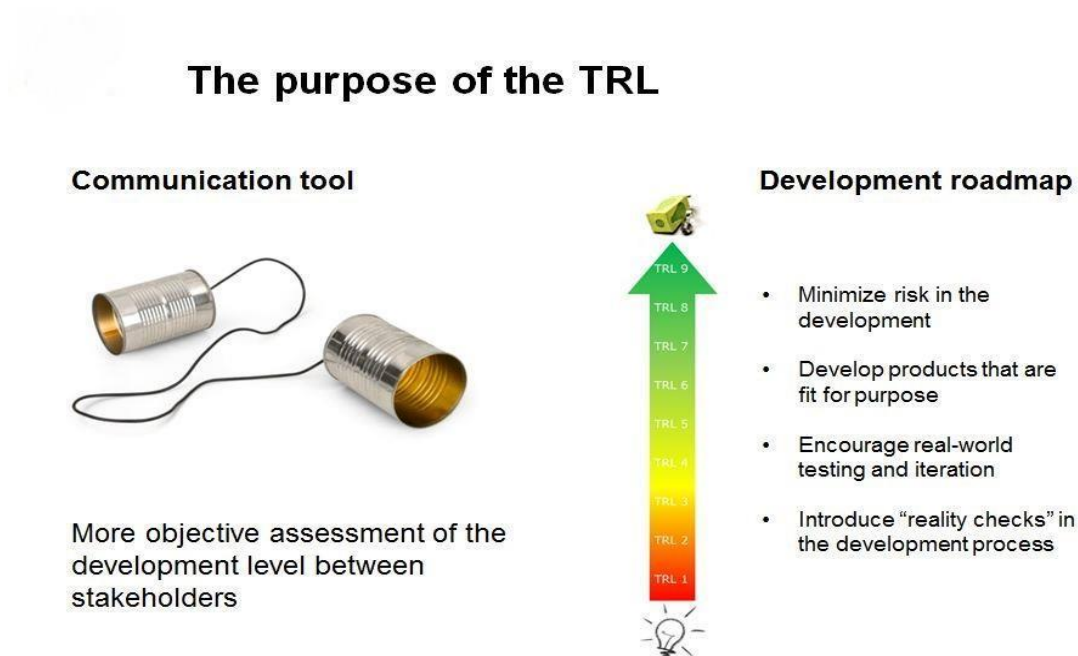 The purpose of the TRL
Communication tool
More objective assessment of the
development level between
stakeholders
TRL 9
TRL 8
TRL 7
TRL 6
TRL 5
TRL 4
TRL 3
TRL 2
TRL 1
Development roadmap
• Minimize risk in the
development
• Develop products that are
fit for purpose
• Encourage real-world
testing and iteration
• Introduce “reality checks” in
the development process